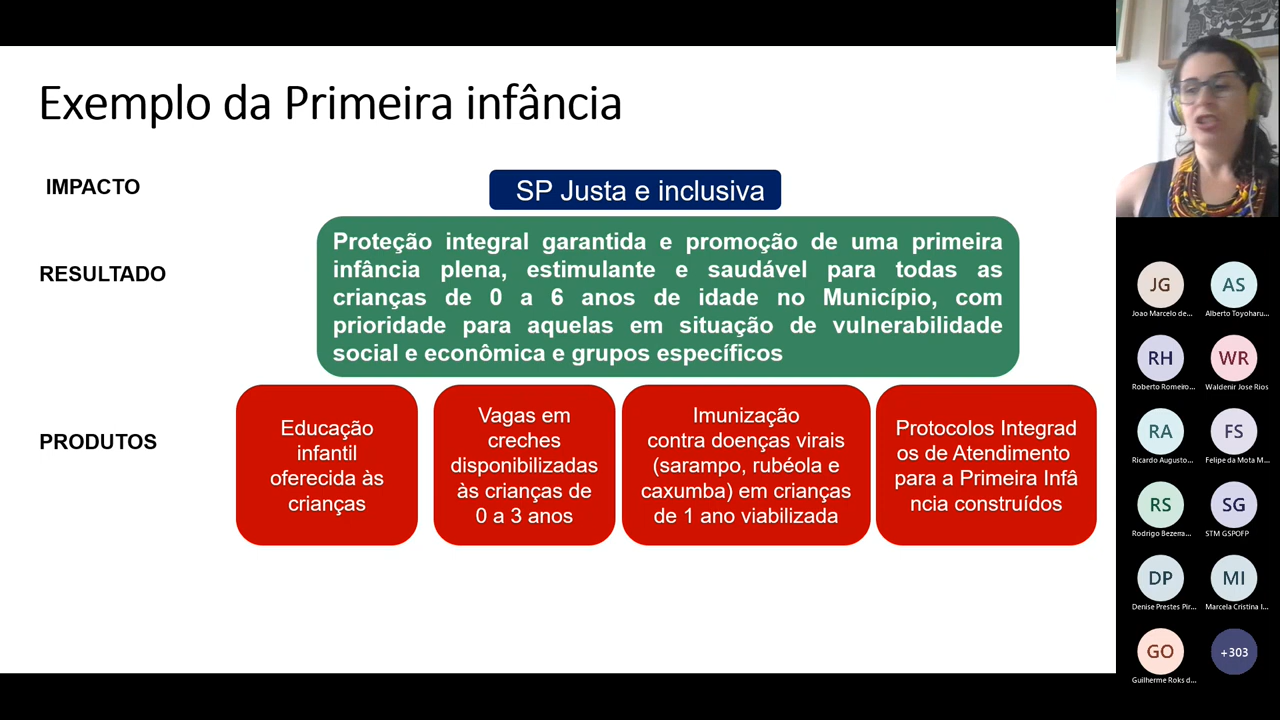 Exemplo da Primeira infância
IMPACTO
SP Justa e inclusiva
RESULTADO
Proteção integral garantida e promoção de uma primeira
infância plena, estimulante e saudável para todas as
crianças de 0 a 6 anos de idade no Município, com
prioridade para aquelas em situação de vulnerabilidade
social e econômica e grupos específicos
PRODUTOS
Educação
infantil
oferecida às
crianças
Vagas em
creches
disponibilizadas
às crianças de
0 a 3 anos
Imunização
contra doenças virais
(sarampo, rubéola e
caxumba) em crianças
de 1 ano viabilizada
Protocolos Integrad
os de Atendimento
para a Primeira Infâ
ncia construídos
JG
Joao Marcelo de...
AS
Alberto Toyoharu...
RH
Roberto Romeiro...
WR
Waldenir Jose Rios
RA
Ricardo Augusto...
FS
Felipe da Mota M...
RS
Rodrigo Bezerra...
SG
STM GSPOFP
DP
Denise Prestes Pir...
MI
Marcela Cristina I...
GO
Guilherme Roks d...
+303